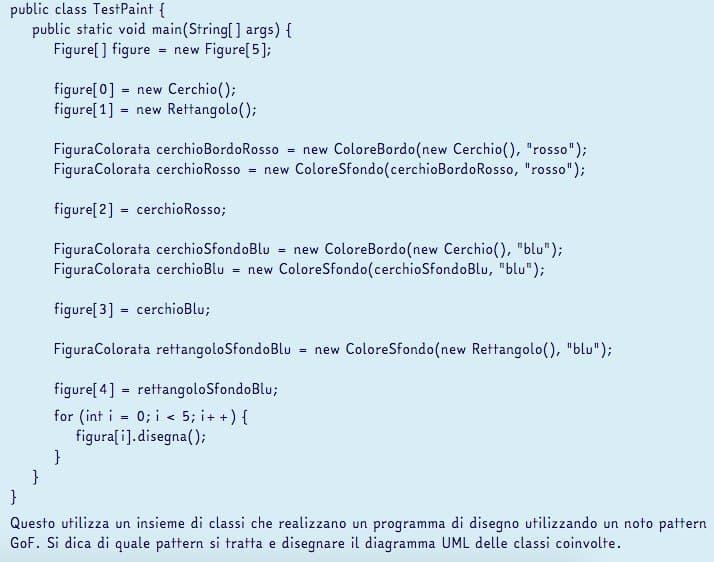 public class TestPaint {
public static void main(String[] args) {
Figure[] figure = new Figure[5];
figure[0] = new Cerchio();
figure[1] = new Rettangolo();
FiguraColorata cerchioBordoRosso = new ColoreBordo(new Cerchio(), "rosso");
FiguraColorata cerchioRosso = new ColoreSfondo(cerchioBordoRosso, "rosso");
figure[2] = cerchioRosso;
FiguraColorata cerchioSfondoBlu = new ColoreBordo(new Cerchio(), "blu");
FiguraColorata cerchioBlu = new ColoreSfondo(cerchioSfondoBlu, "blu");
figure[3] = cerchioBlu;
FiguraColorata rettangoloSfondoBlu = new ColoreSfondo(new Rettangolo(), "blu");
figure[4] = rettangoloSfondoBlu;
for (int i = 0; i < 5; i++) {
figura[i].disegna();
}
}
}
Questo utilizza un insieme di classi che realizzano un programma di disegno utilizzando un noto pattern
GoF. Si dica di quale pattern si tratta e disegnare il diagramma UML delle classi coinvolte.